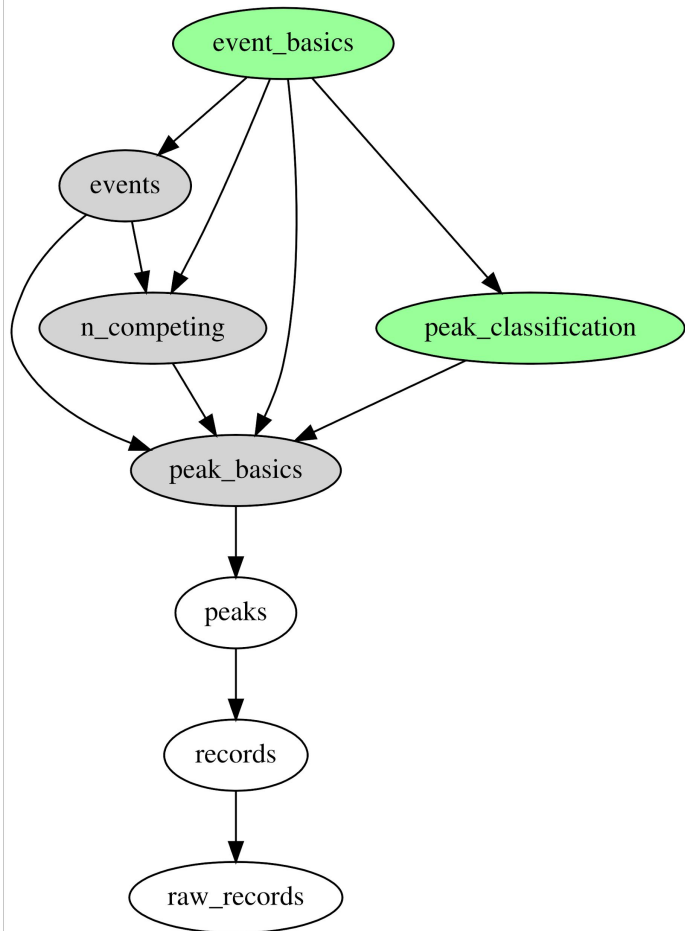 event_basics
events
n_competing
peak_classification
peak_basics
peaks
records
raw_records